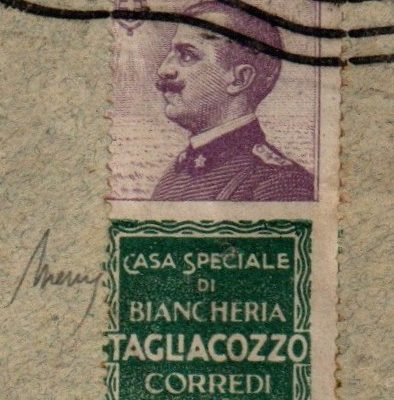 CASA SPECIALE
DI
BIANCHERIA
TAGLIACOZZO
CORREDI